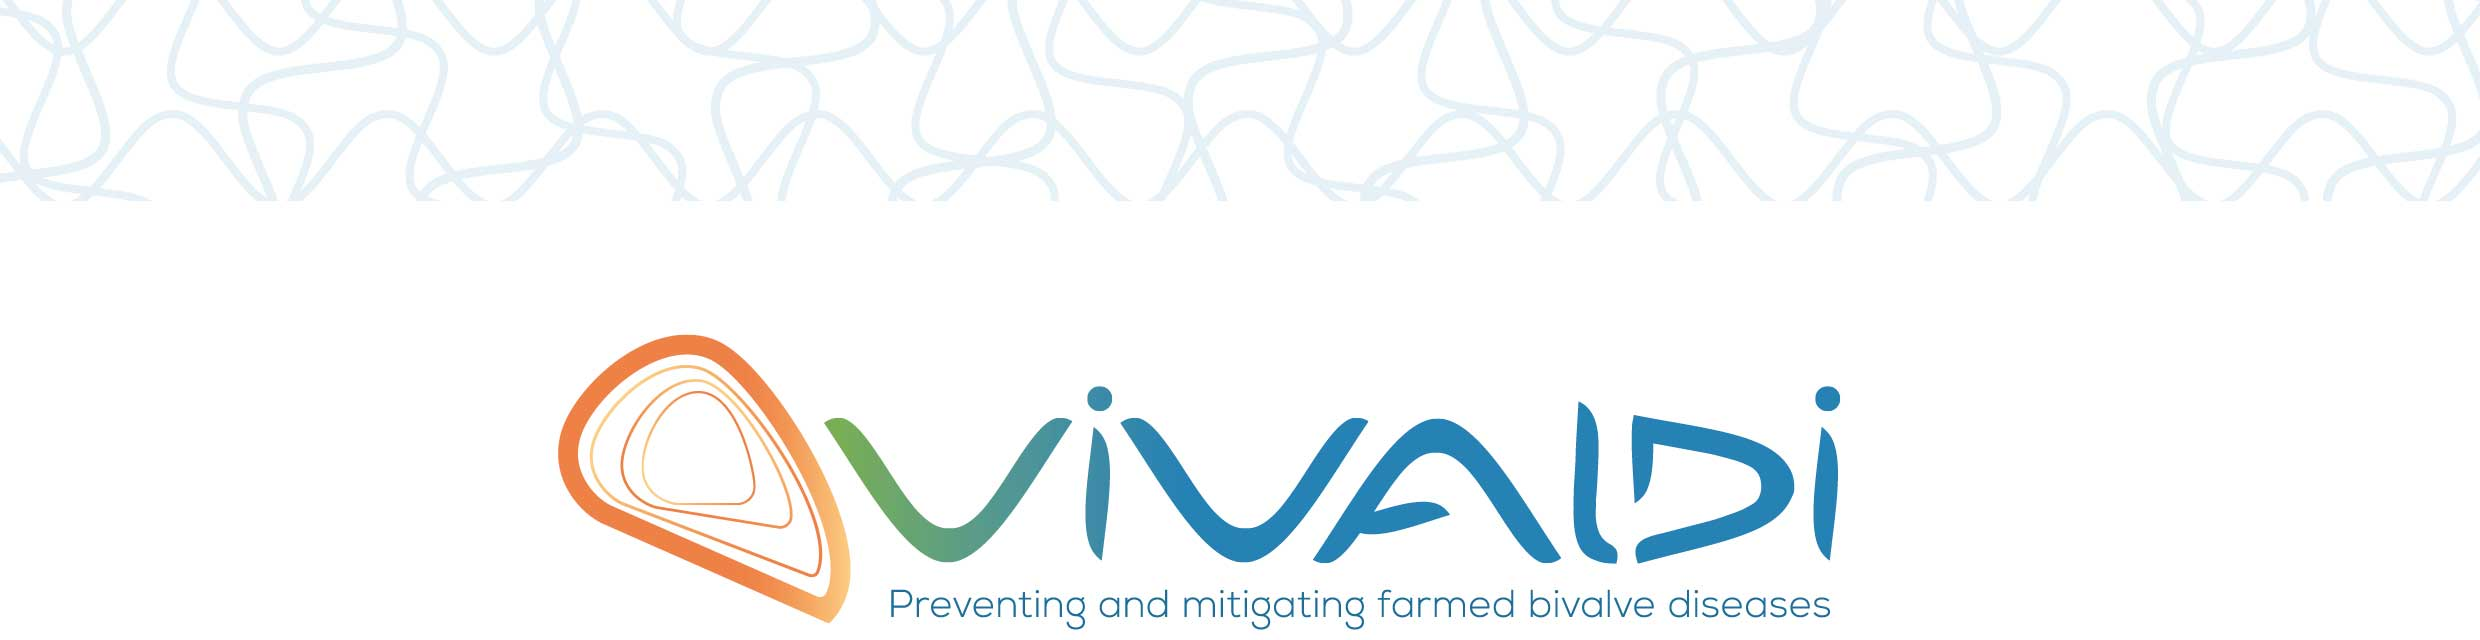 ViVALDi
Preventing and mitigating farmed bivalve diseases